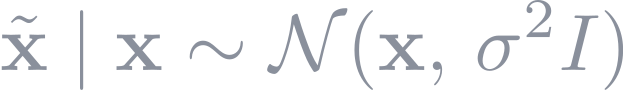 x̃ | x ∼ 𝒩(x, σ²I)